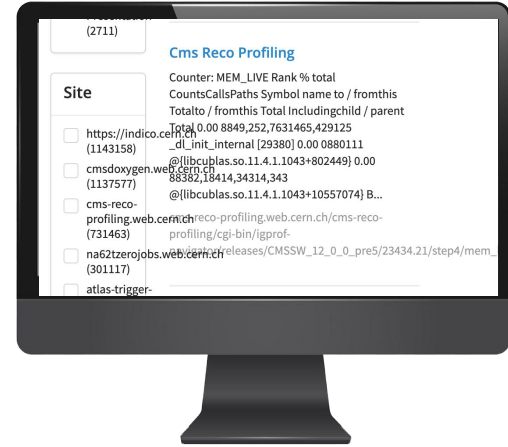 Presentation
(2711)
Site
https://indico.cern.ch
(1143158)
cmsdoxygen.web.cern.ch
(1137577)
cms-reco-
profiling.web.cern.ch
(731463)
na62tzerojobs.web.cern.ch
(301117)
atlas-trigger-
Cms Reco Profiling
Counter: MEM_LIVE Rank % total
CountsCallsPaths Symbol name to / fromthis
Totalto / fromthis Total Includingchild / parent
Total 0.00 8849,252,7631465,429125
_dl_init_internal [29380] 0.00 0880111
@{libcublas.so.11.4.1.1043+802449} 0.00
88382,18414,34314,343
@{libcublas.so.11.4.1.1043+10557074} B...
cms-reco-profiling.web.cern.ch/cms-reco-
profiling/cgi-bin/igprof-
navigator/releases/CMSSW_12_0_0_pre5/23434.21/step4/mem_